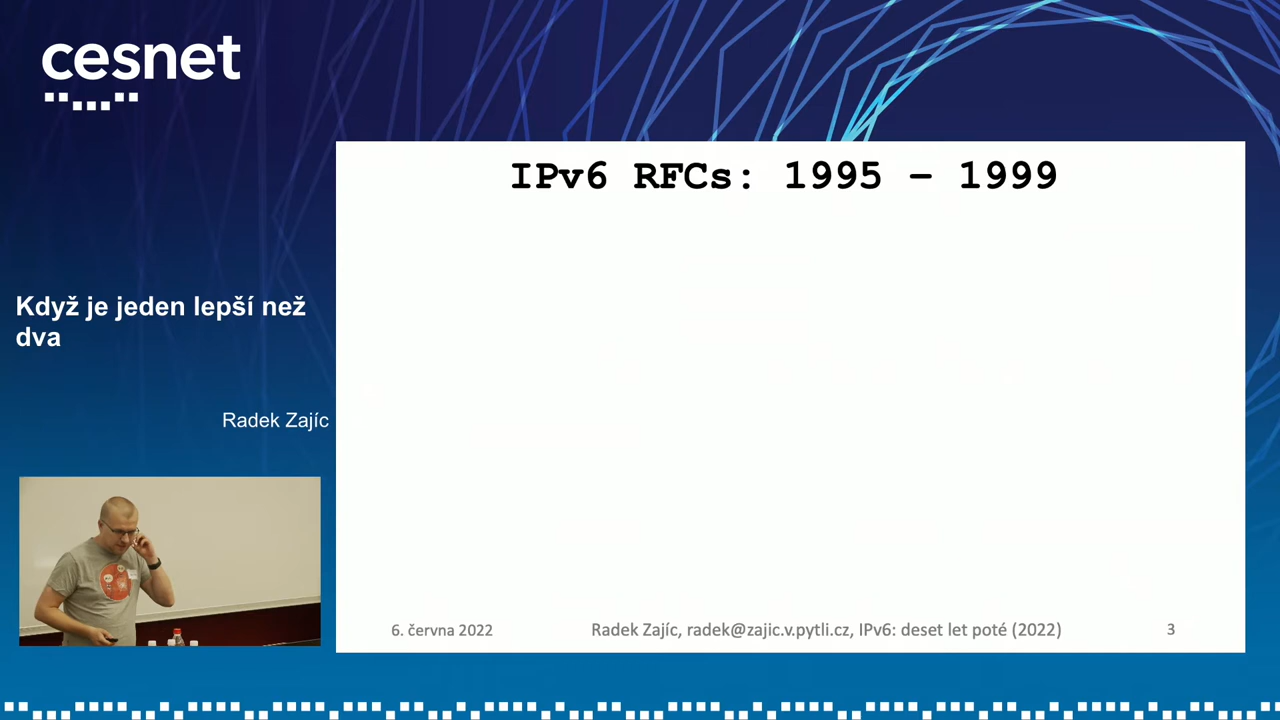 cesnet
IPv6 RFCs: 1995 – 1999
Když je jeden lepší než
dva
Radek Zajíc
6. června 2022
Radek Zajíc, radek@zajic.v.pytli.cz, IPv6: deset let poté (2022)
3